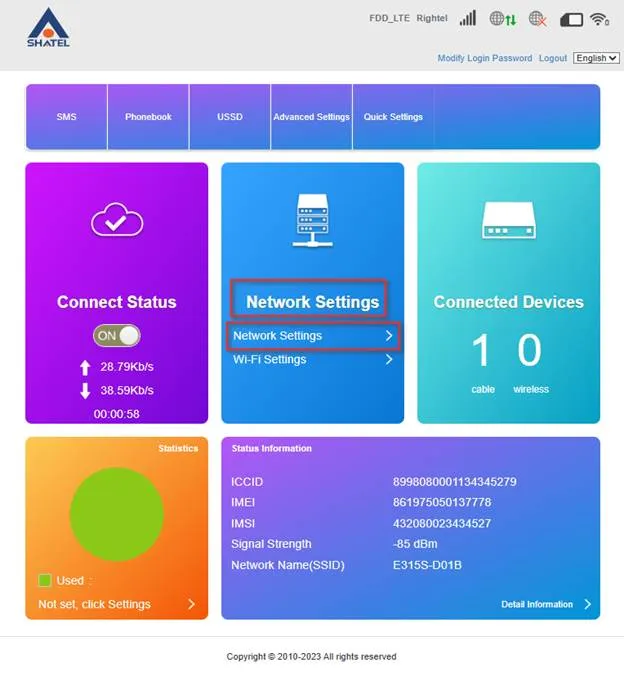 SHATEL
FDD_LTE Rightel
Modify Login Password Logout English
SMS Phonebook USSD Advanced Settings Quick Settings
Connect Status
ON
28.79Kb/s
38.59Kb/s
00:00:58
Network Settings
Network Settings
Wi-Fi Settings
Connected Devices
1 0
cable wireless
Statistics
Used :
Not set, click Settings
Status Information
ICCID 8998080001134345279
IMEI 861975050137778
IMSI 432080023434527
Signal Strength -85 dBm
Network Name(SSID) E315S-D01B
Detail Information
Copyright © 2010-2023 All rights reserved